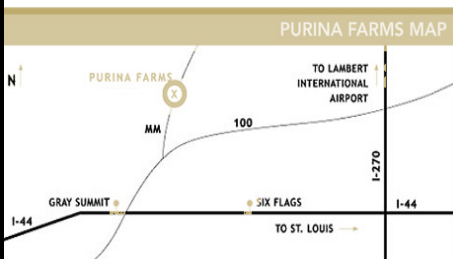 PURINA FARMS MAP
N
PURINA FARMS
X
TO LAMBERT
INTERNATIONAL
AIRPORT
MM
100
I-270
GRAY SUMMIT
SIX FLAGS
I-44
I-44
TO ST. LOUIS